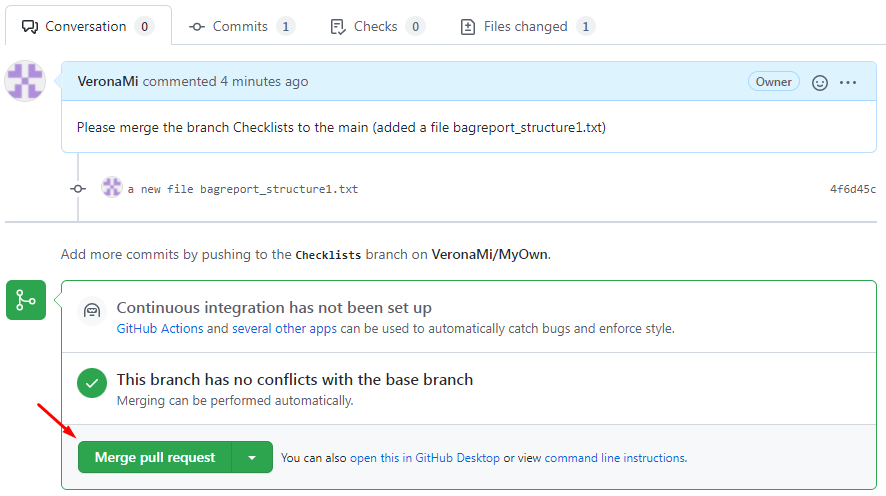 Conversation 0 Commits 1 Checks 0 Files changed 1
VeronaMi commented 4 minutes ago Owner
Please merge the branch Checklists to the main (added a file bagreport_structure1.txt)
a new file bagreport_structure1.txt 4f6d45c
Add more commits by pushing to the Checklists branch on VeronaMi/MyOwn.
Continuous integration has not been set up
GitHub Actions and several other apps can be used to automatically catch bugs and enforce style.
This branch has no conflicts with the base branch
Merging can be performed automatically.
Merge pull request You can also open this in GitHub Desktop or view command line instructions.